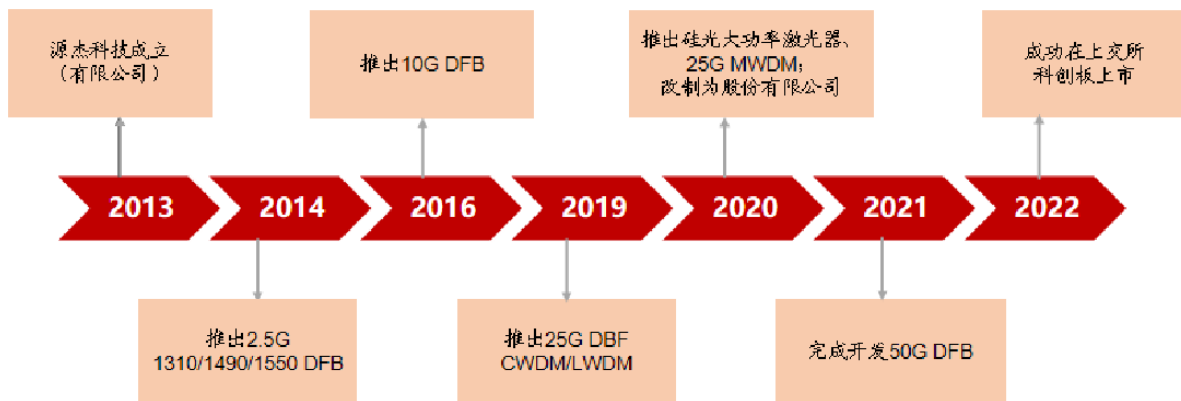 源杰科技成立
（有限公司）
推出10G DFB
推出硅光大功率激光器、
25G MWDM；
改制为股份有限公司
成功在上交所
科创板上市
2013
2014
2016
2019
2020
2021
2022
推出2.5G
1310/1490/1550 DFB
推出25G DBF
CWDM/LWDM
完成开发50G DFB